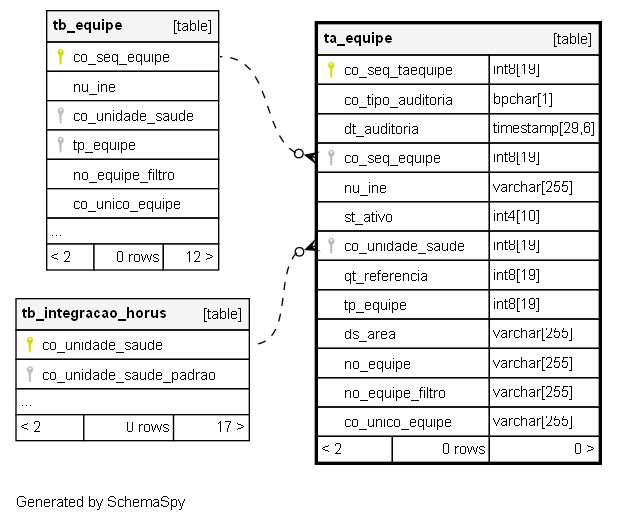 tb_equipe [table]
co_seq_equipe
nu_ine
co_unidade_saude
tp_equipe
no_equipe_filtro
co_unico_equipe
...
< 2 0 rows 12 >
tb_integracao_horus [table]
co_unidade_saude
co_unidade_saude_padrao
...
< 2 0 rows 17 >
ta_equipe [table]
co_seq_taequipe int8[19]
co_tipo_auditoria bpchar[1]
dt_auditoria timestamp[29,6]
co_seq_equipe int8[19]
nu_ine varchar[255]
st_ativo int4[10]
co_unidade_saude int8[19]
qt_referencia int8[19]
tp_equipe int8[19]
ds_area varchar[255]
no_equipe varchar[255]
no_equipe_filtro varchar[255]
co_unico_equipe varchar[255]
< 2 0 rows 0 >
Generated by SchemaSpy